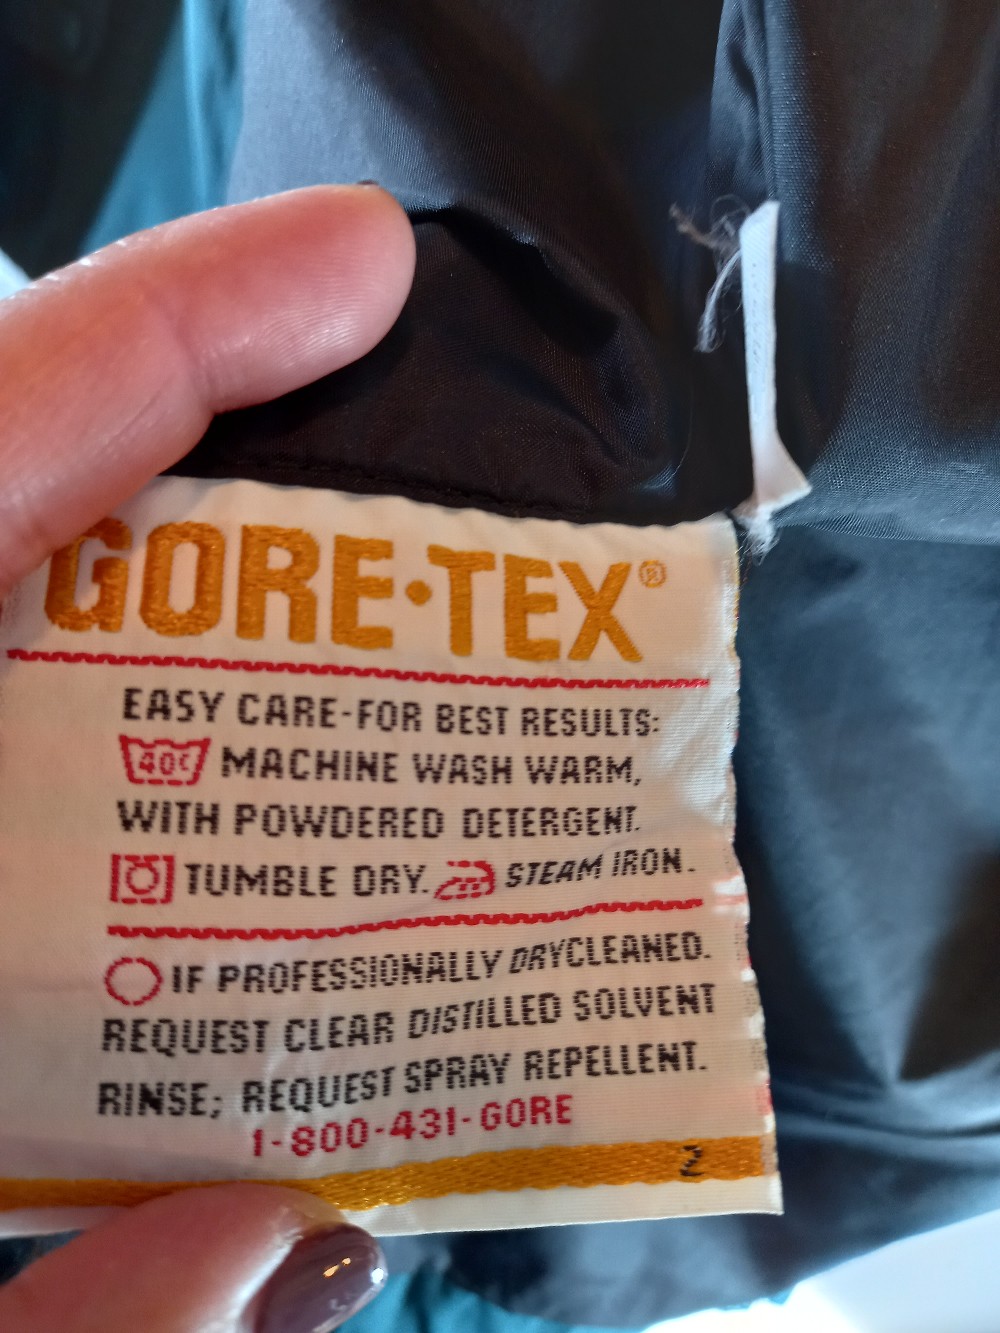 GORE·TEX®
EASY CARE-FOR BEST RESULTS:
40C MACHINE WASH WARM,
WITH POWDERED DETERGENT.
TUMBLE DRY. STEAM IRON.
IF PROFESSIONALLY DRYCLEANED.
REQUEST CLEAR DISTILLED SOLVENT
RINSE; REQUEST SPRAY REPELLENT.
1-800-431-GORE
2